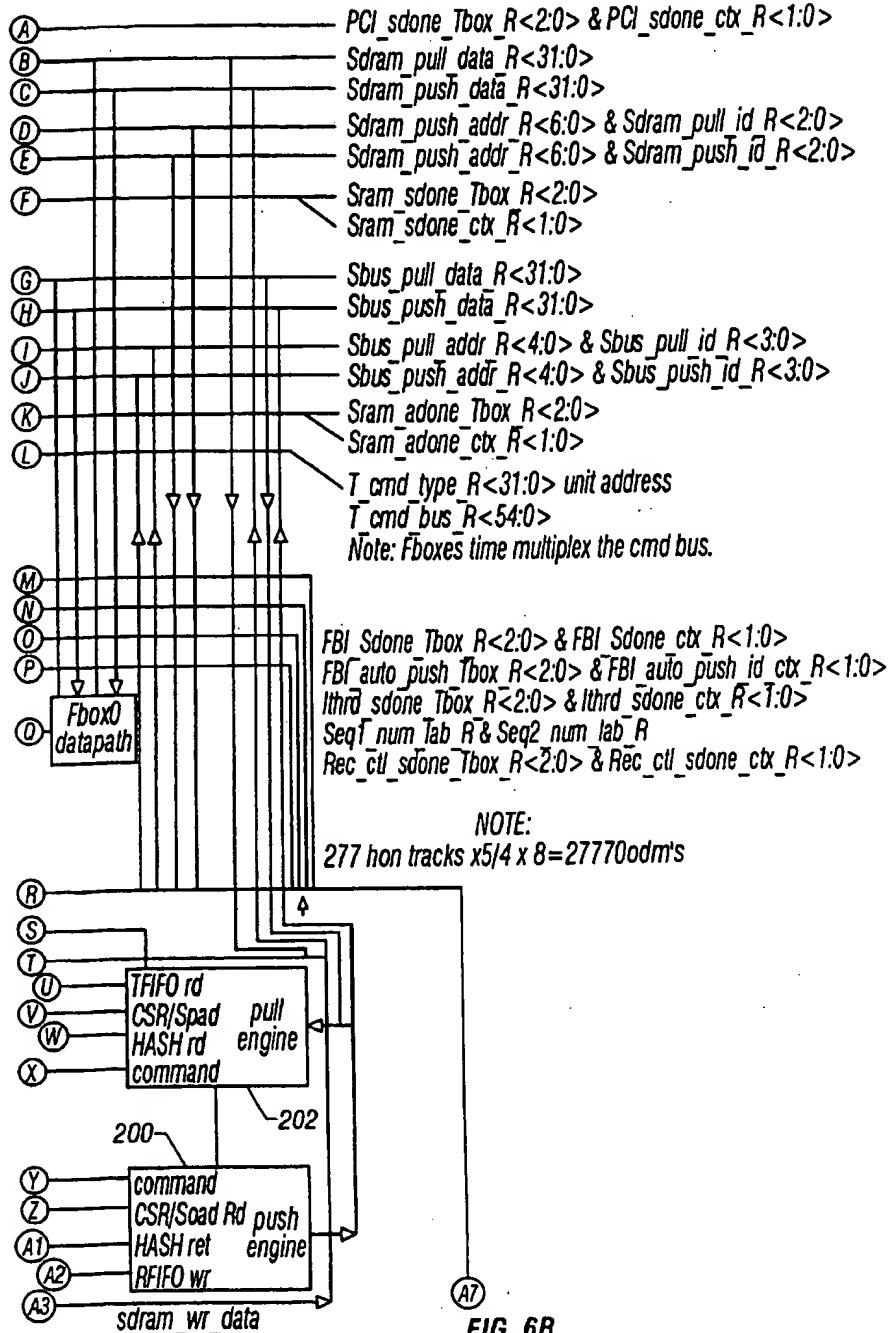 A PCI_sdone_Tbox_R<2:0> & PCI_sdone_ctx_R<1:0>
B Sdram_pull_data_R<31:0>
C Sdram_push_data_R<31:0>
D Sdram_push_addr_R<6:0> & Sdram_pull_id_R<2:0>
E Sdram_push_addr_R<6:0> & Sdram_push_id_R<2:0>
F Sram_sdone_Tbox_R<2:0>
Sram_sdone_ctx_R<1:0>
G Sbus_pull_data_R<31:0>
H Sbus_push_data_R<31:0>
I Sbus_pull_addr_R<4:0> & Sbus_pull_id_R<3:0>
J Sbus_push_addr_R<4:0> & Sbus_push_id_R<3:0>
K Sram_adone_Tbox_R<2:0>
Sram_adone_ctx_R<1:0>
L
T_cmd_type_R<31:0> unit address
T_cmd_bus_R<54:0>
Note: Fboxes time multiplex the cmd bus.
M
N
O FBI_Sdone_Tbox_R<2:0> & FBI_Sdone_ctx_R<1:0>
P FBI_auto_push_Tbox_R<2:0> & FBI_auto_push_id_ctx_R<1:0>
Ithrd_sdone_Tbox_R<2:0> & Ithrd_sdone_ctx_R<1:0>
Seq1_num_Tab_R & Seq2_num_lab_R
Rec_ctl_sdone_Tbox_R<2:0> & Rec_ctl_sdone_ctx_R<1:0>
Fbox0
datapath
NOTE:
277 hon tracks x5/4 x 8=27770odm's
R
S
T
U TFIFO rd
V CSR/Spad pull
W HASH rd engine
X command
202
200
Y command
Z CSR/Soad Rd push
A1 HASH ret engine
A2 RFIFO wr
A3 sdram_wr_data
A7
FIG. 6B